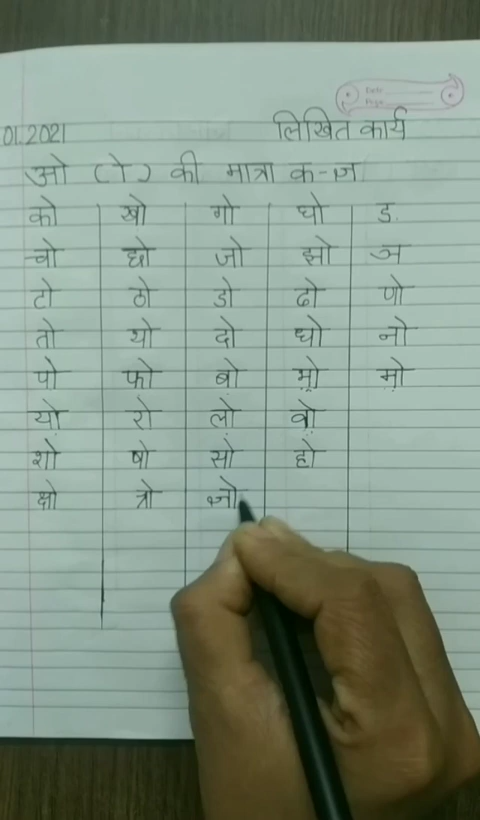 01.2021 लिखित कार्य
ओ ( ो ) की मात्रा क-ज्ञ
को खो गो घो ङ
चो छो जो झो ञ
टो ठो डो ढो णो
तो थो दो धो नो
पो फो बो भो मो
यो रो लो वो
शो षो सो हो
क्षो त्रो ज्ञो